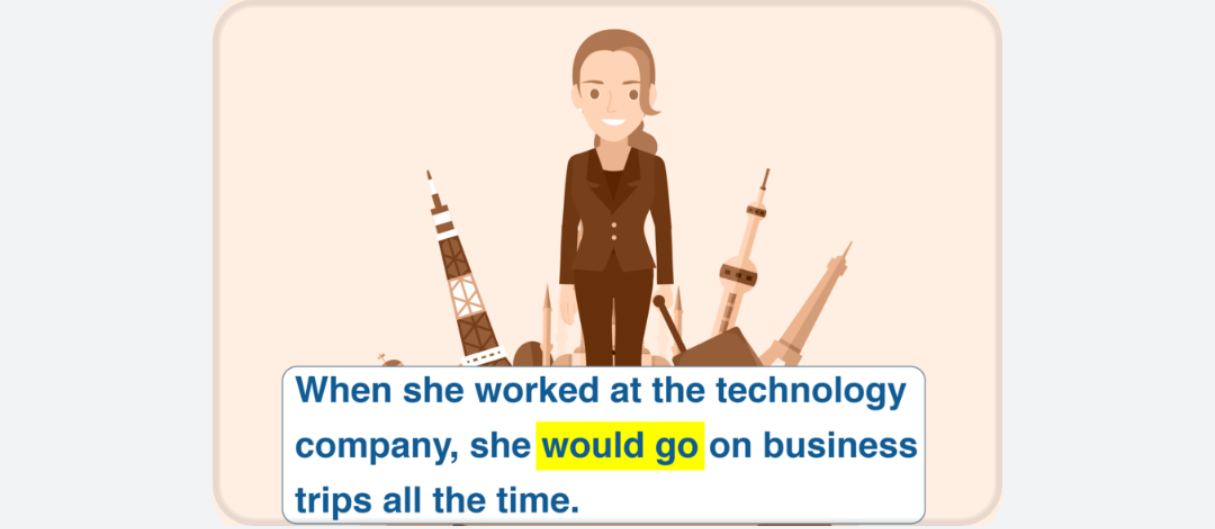 When she worked at the technology
company, she would go on business
trips all the time.